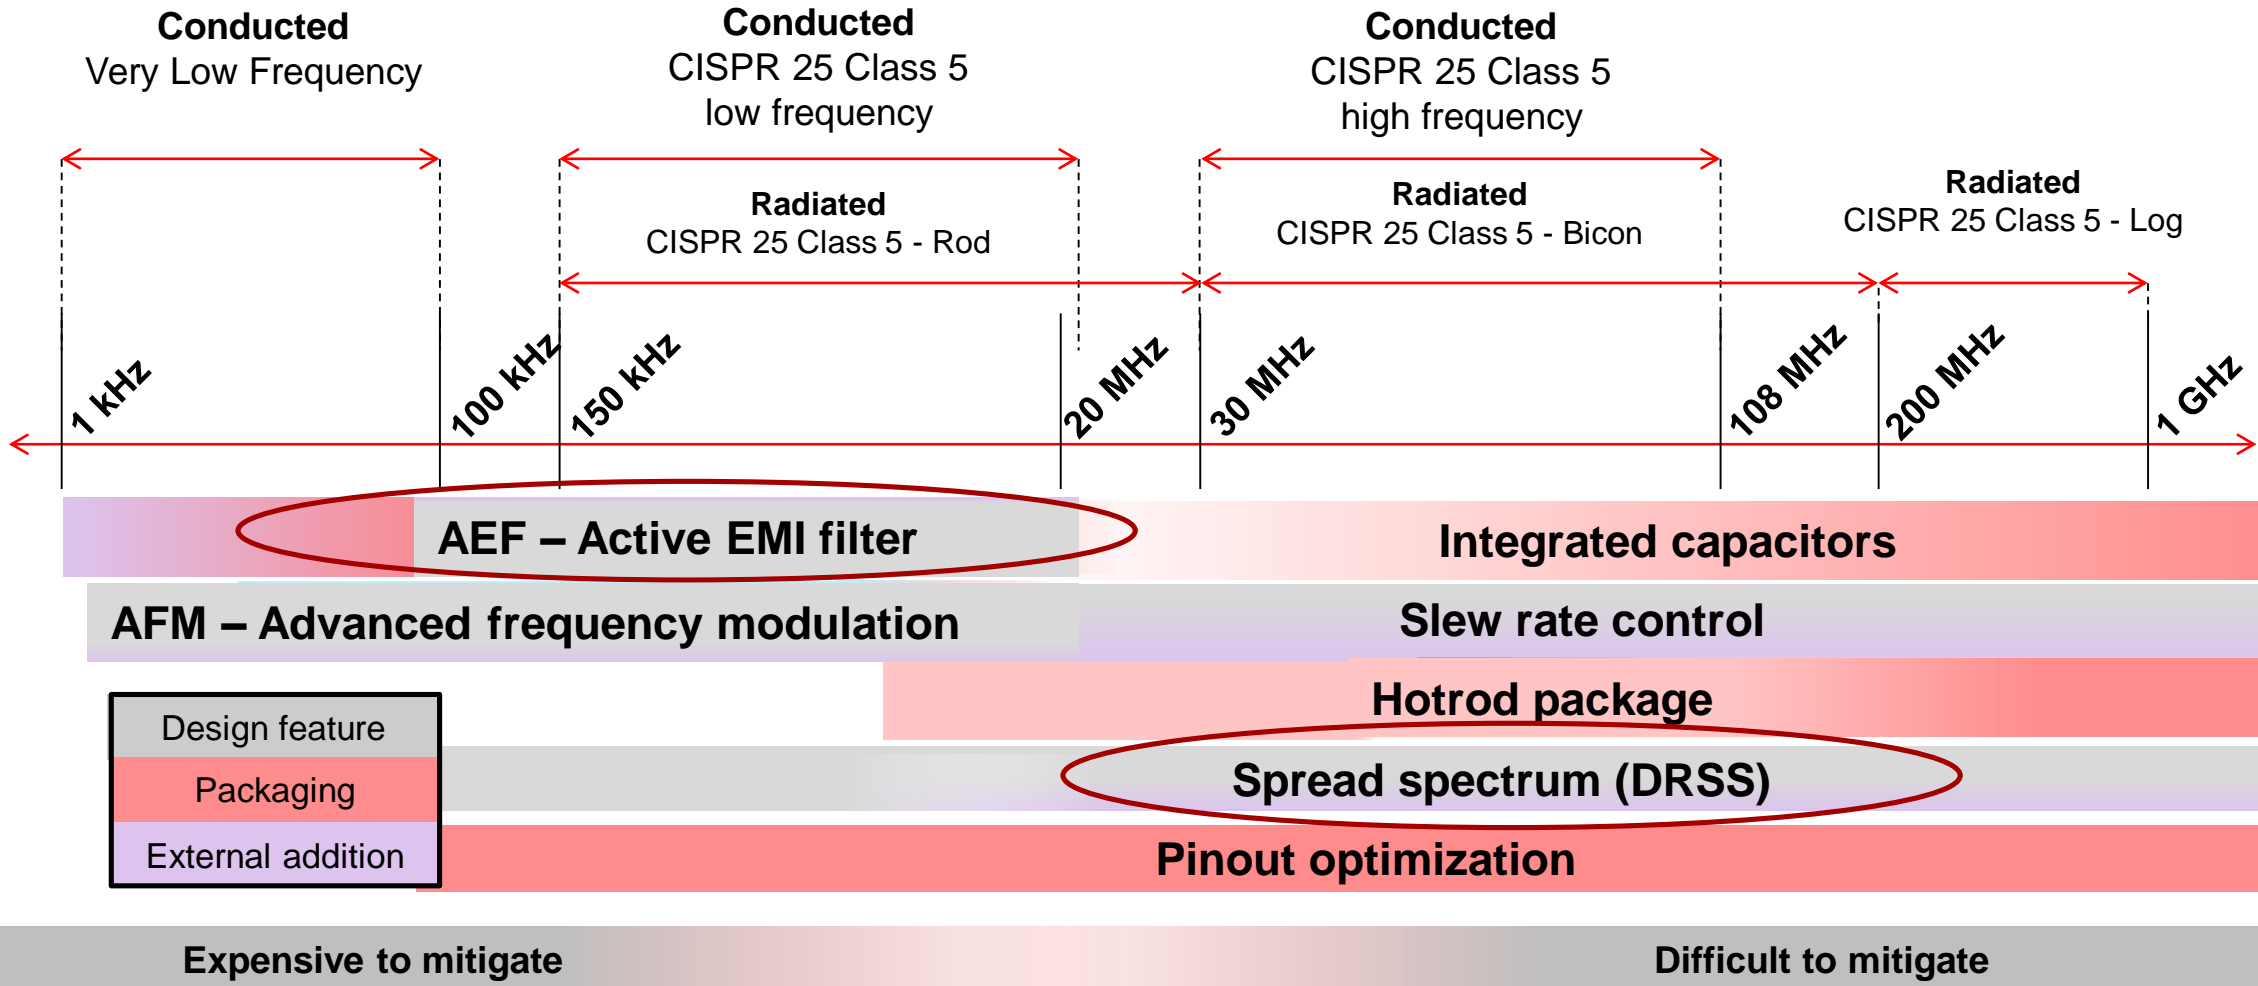 Conducted
Very Low Frequency
Conducted
CISPR 25 Class 5
low frequency
Conducted
CISPR 25 Class 5
high frequency
Radiated
CISPR 25 Class 5 - Rod
Radiated
CISPR 25 Class 5 - Bicon
Radiated
CISPR 25 Class 5 - Log
1 kHz
100 kHz
150 kHz
20 MHz
30 MHz
108 MHz
200 MHz
1 GHz
AEF – Active EMI filter
Integrated capacitors
AFM – Advanced frequency modulation
Slew rate control
Hotrod package
Design feature
Packaging
External addition
Spread spectrum (DRSS)
Pinout optimization
Expensive to mitigate
Difficult to mitigate